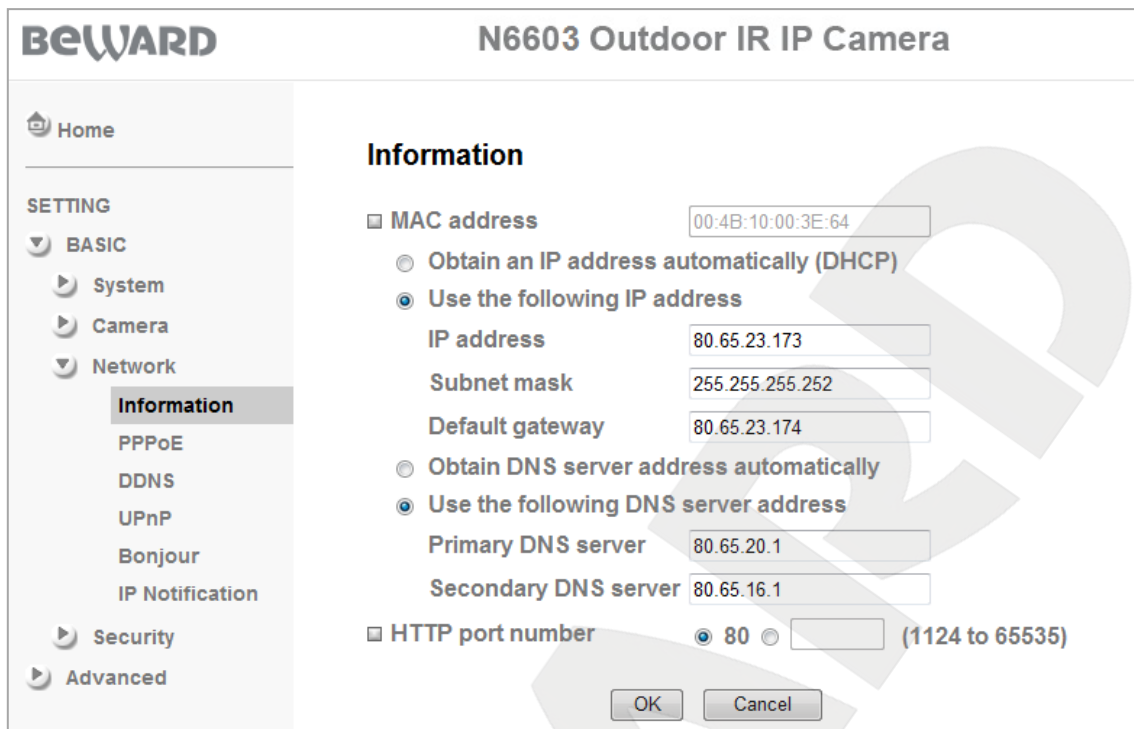 BEWARD
N6603 Outdoor IR IP Camera
Home
SETTING
BASIC
System
Camera
Network
Information
PPPoE
DDNS
UPnP
Bonjour
IP Notification
Security
Advanced
Information
MAC address 00:4B:10:00:3E:64
Obtain an IP address automatically (DHCP)
Use the following IP address
IP address 80.65.23.173
Subnet mask 255.255.255.252
Default gateway 80.65.23.174
Obtain DNS server address automatically
Use the following DNS server address
Primary DNS server 80.65.20.1
Secondary DNS server 80.65.16.1
HTTP port number 80 (1124 to 65535)
OK Cancel